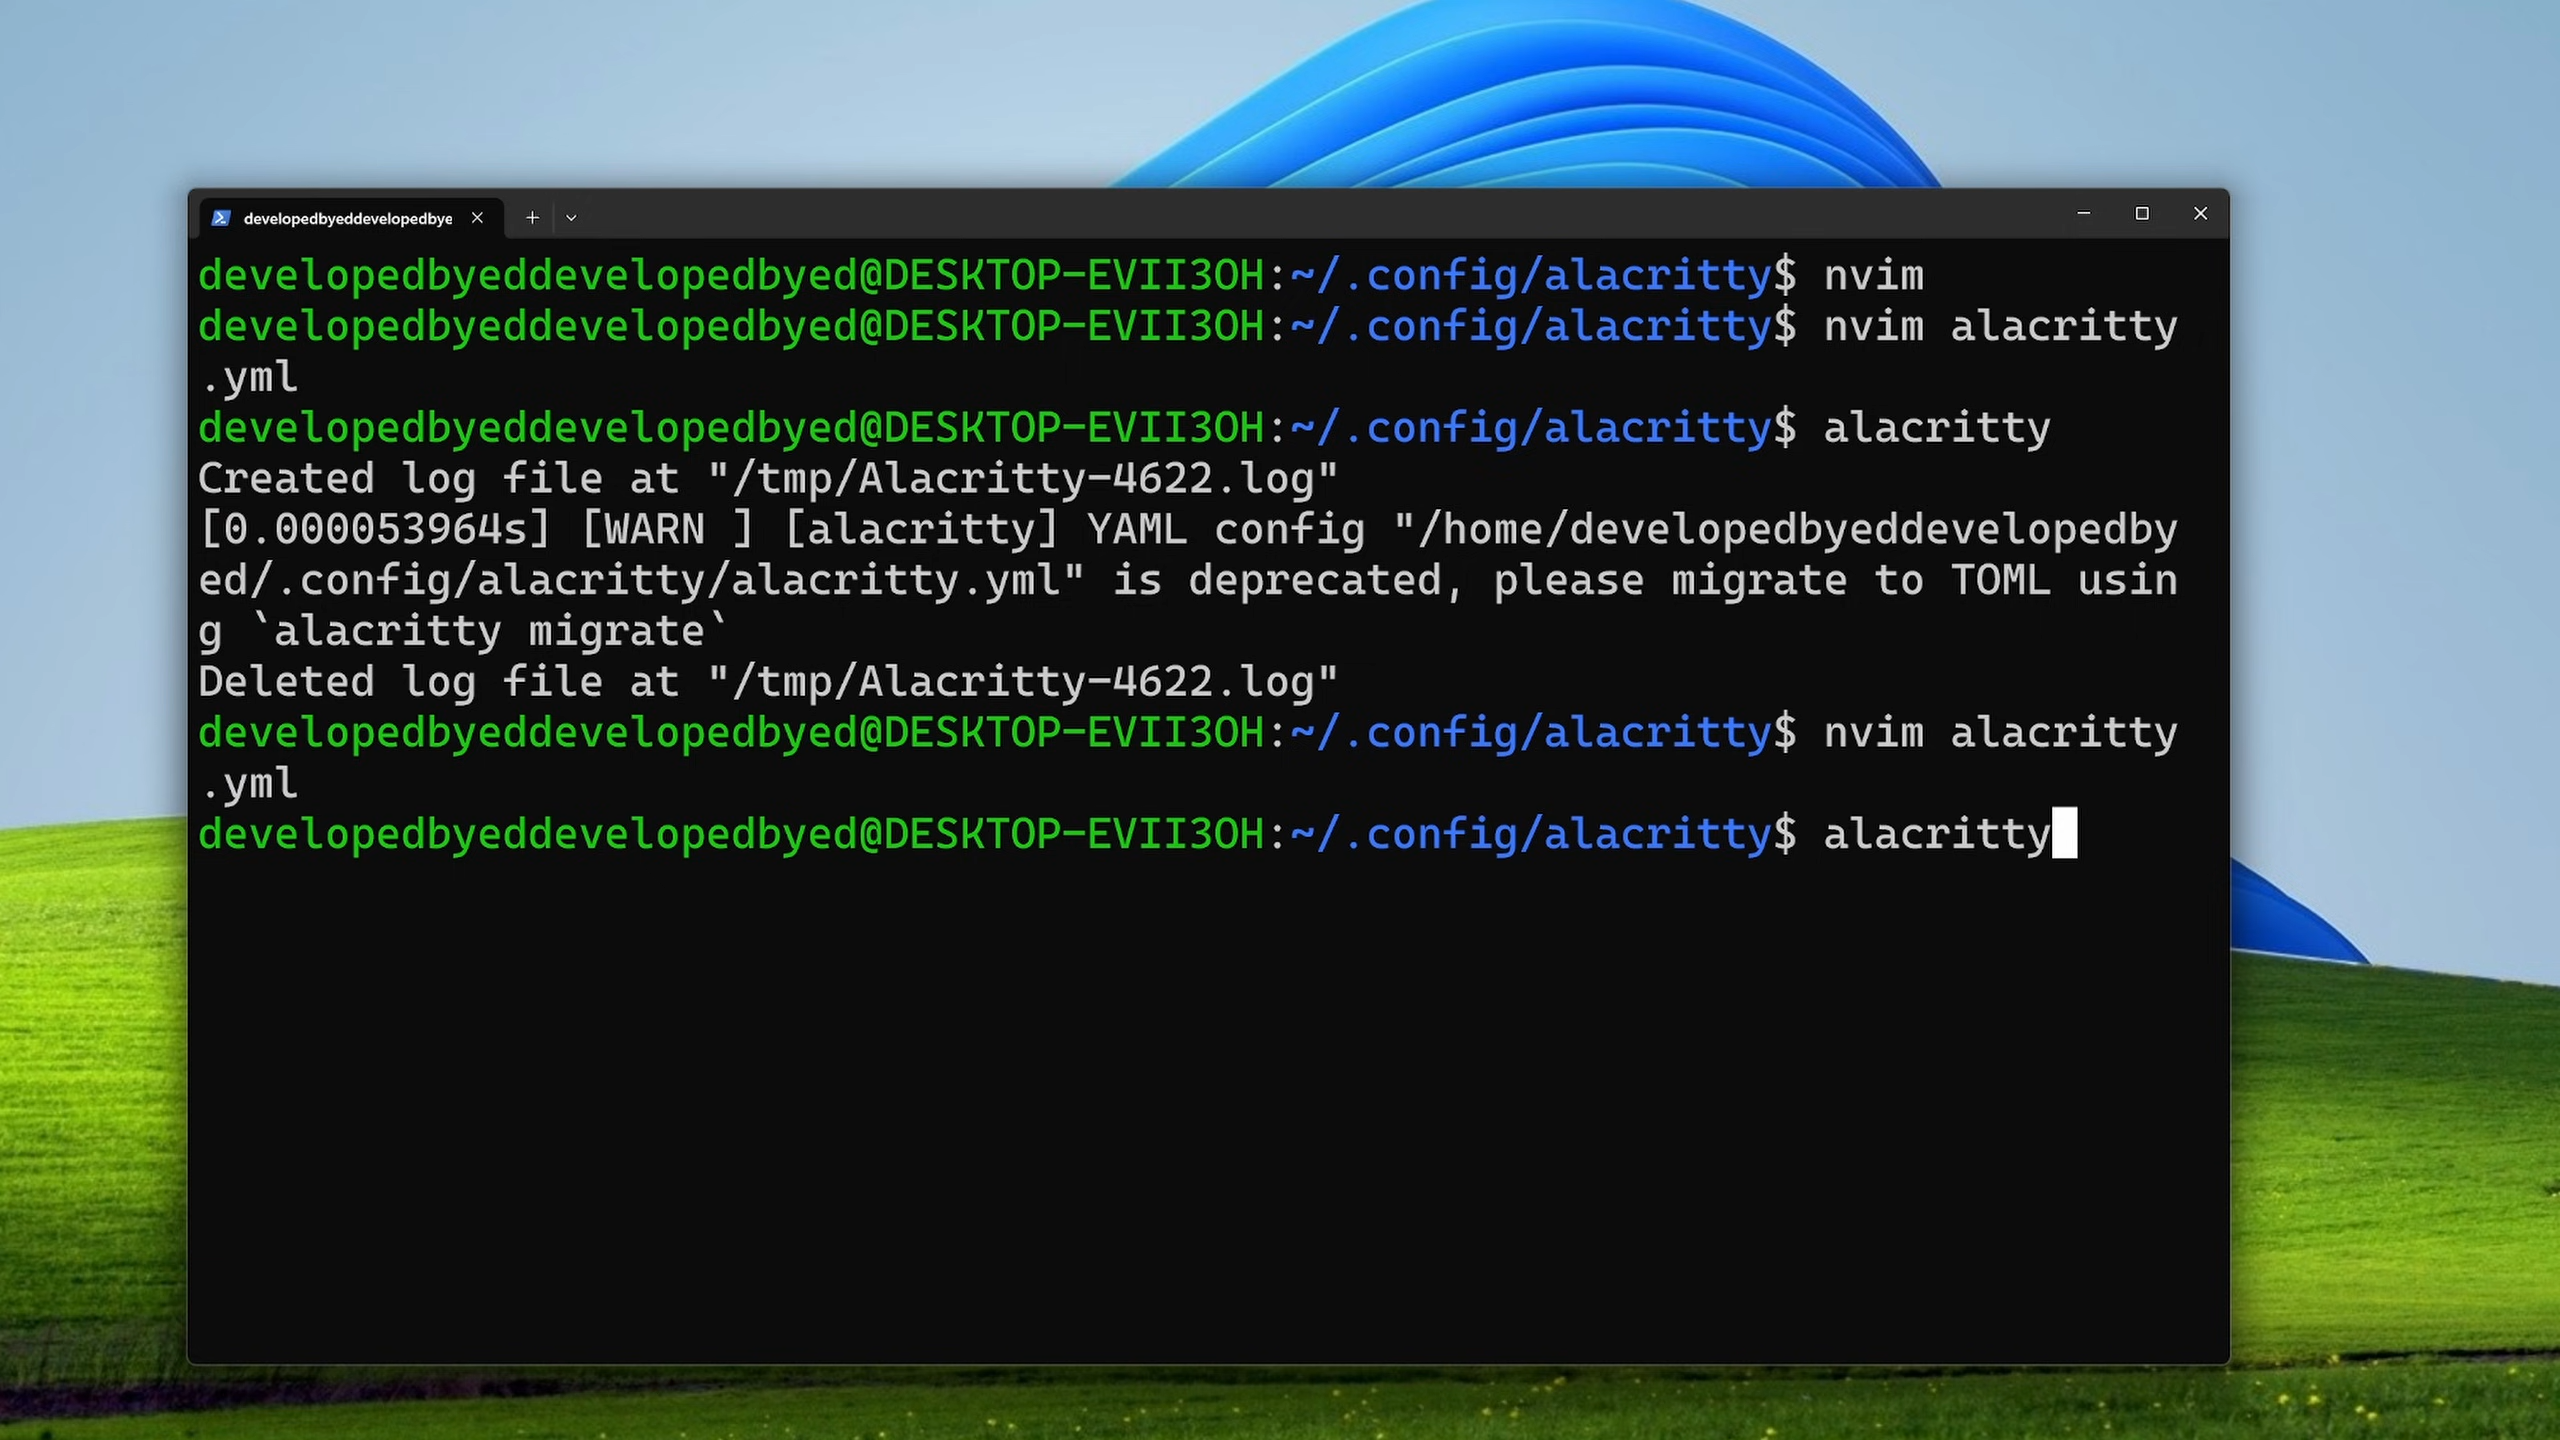 developedbyeddevelopedbye
developedbyeddevelopedbyed@DESKTOP-EVII3OH:~/.config/alacritty$ nvim
developedbyeddevelopedbyed@DESKTOP-EVII3OH:~/.config/alacritty$ nvim alacritty
.yml
developedbyeddevelopedbyed@DESKTOP-EVII3OH:~/.config/alacritty$ alacritty
Created log file at "/tmp/Alacritty-4622.log"
[0.000053964s] [WARN ] [alacritty] YAML config "/home/developedbyeddevelopedby
ed/.config/alacritty/alacritty.yml" is deprecated, please migrate to TOML usin
g `alacritty migrate`
Deleted log file at "/tmp/Alacritty-4622.log"
developedbyeddevelopedbyed@DESKTOP-EVII3OH:~/.config/alacritty$ nvim alacritty
.yml
developedbyeddevelopedbyed@DESKTOP-EVII3OH:~/.config/alacritty$ alacritty